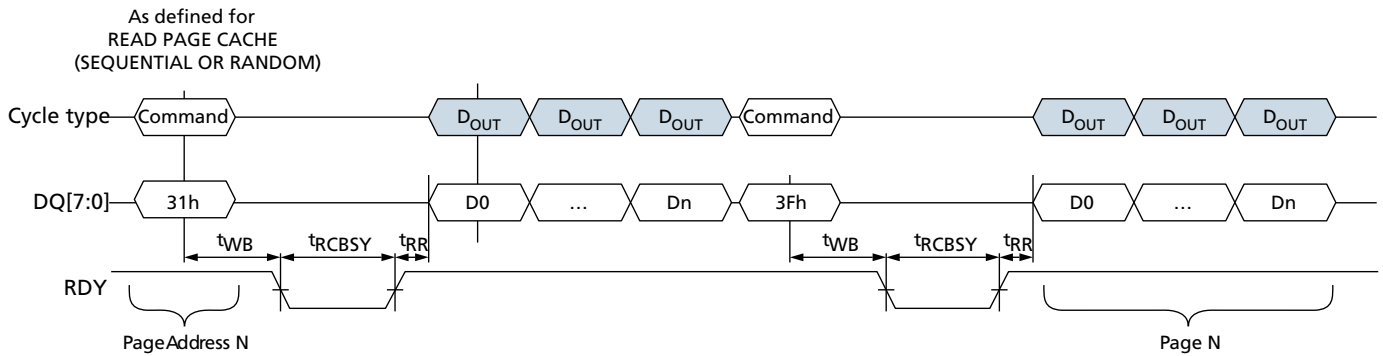 As defined for
READ PAGE CACHE
(SEQUENTIAL OR RANDOM)
Cycle type Command DOUT DOUT DOUT Command DOUT DOUT DOUT
DQ[7:0] 31h D0 ... Dn 3Fh D0 ... Dn
tWB tRCBSY tRR tWB tRCBSY tRR
RDY
Page Address N Page N